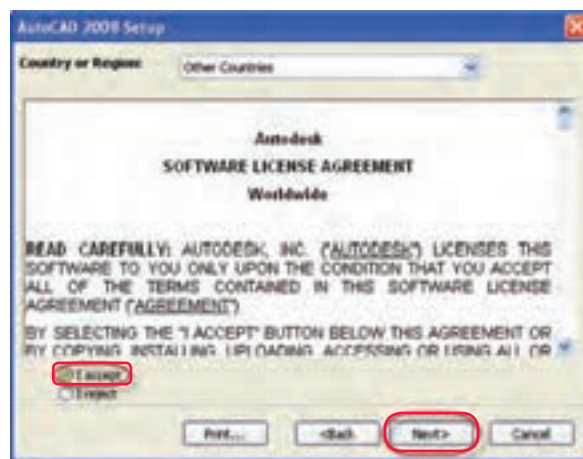 AutoCAD 2008 Setup
Country or Region:
Other Countries
Autodesk
SOFTWARE LICENSE AGREEMENT
Worldwide
READ CAREFULLY: AUTODESK, INC. ("AUTODESK") LICENSES THIS
SOFTWARE TO YOU ONLY UPON THE CONDITION THAT YOU ACCEPT
ALL OF THE TERMS CONTAINED IN THIS SOFTWARE LICENSE
AGREEMENT ("AGREEMENT")
BY SELECTING THE "I ACCEPT" BUTTON BELOW THIS AGREEMENT OR
BY COPYING, INSTALLING, UPLOADING, ACCESSING OR USING ALL OR
I accept
I reject
Print...
<Back
Next>
Cancel